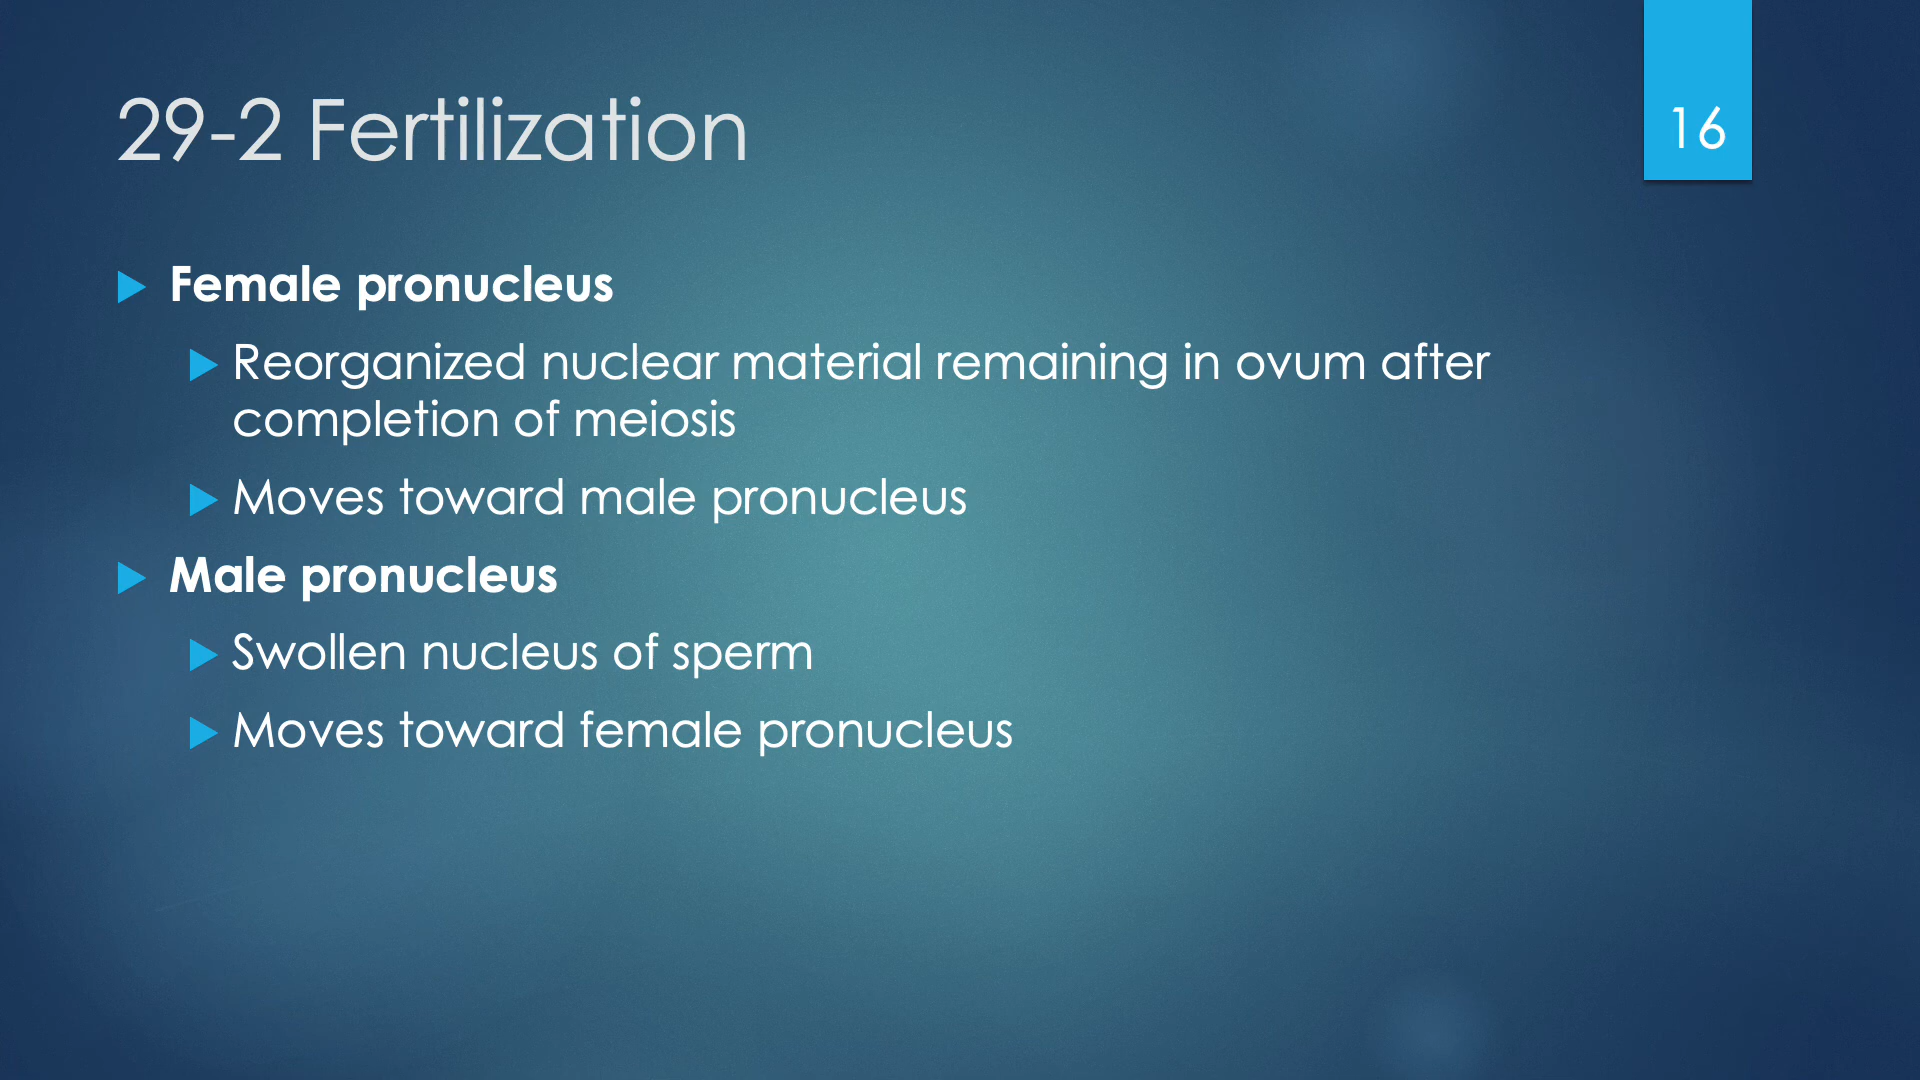 29-2 Fertilization
16
Female pronucleus
Reorganized nuclear material remaining in ovum after
completion of meiosis
Moves toward male pronucleus
Male pronucleus
Swollen nucleus of sperm
Moves toward female pronucleus